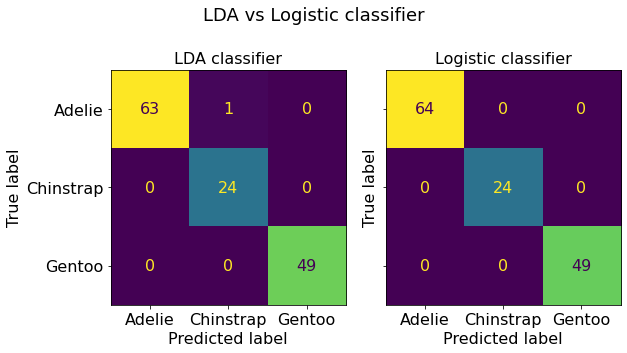 LDA vs Logistic classifier
LDA classifier
Adelie 63 1 0
Chinstrap 0 24 0
Gentoo 0 0 49
True label
Adelie Chinstrap Gentoo
Predicted label
Logistic classifier
64 0 0
0 24 0
0 0 49
True label
Adelie Chinstrap Gentoo
Predicted label